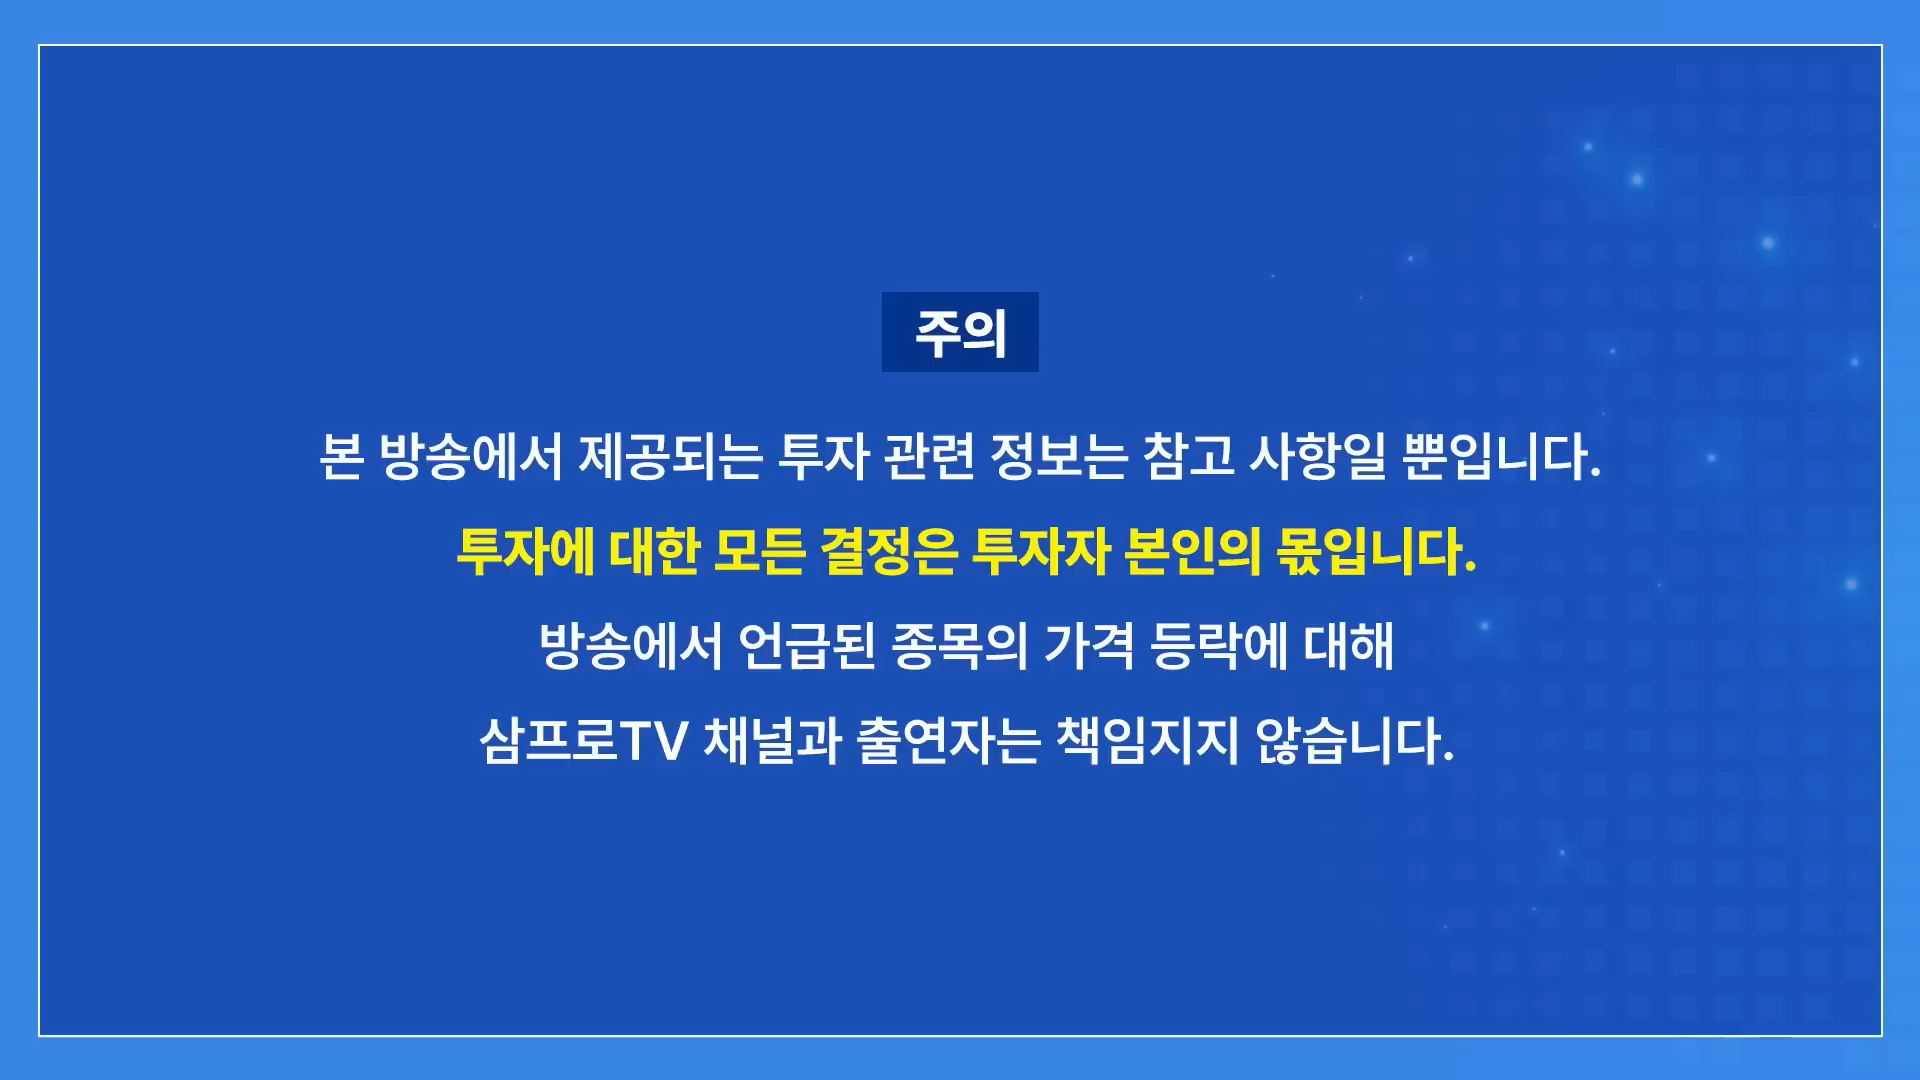 주의
본 방송에서 제공되는 투자 관련 정보는 참고 사항일 뿐입니다.
투자에 대한 모든 결정은 투자자 본인의 몫입니다.
방송에서 언급된 종목의 가격 등락에 대해
삼프로TV 채널과 출연자는 책임지지 않습니다.